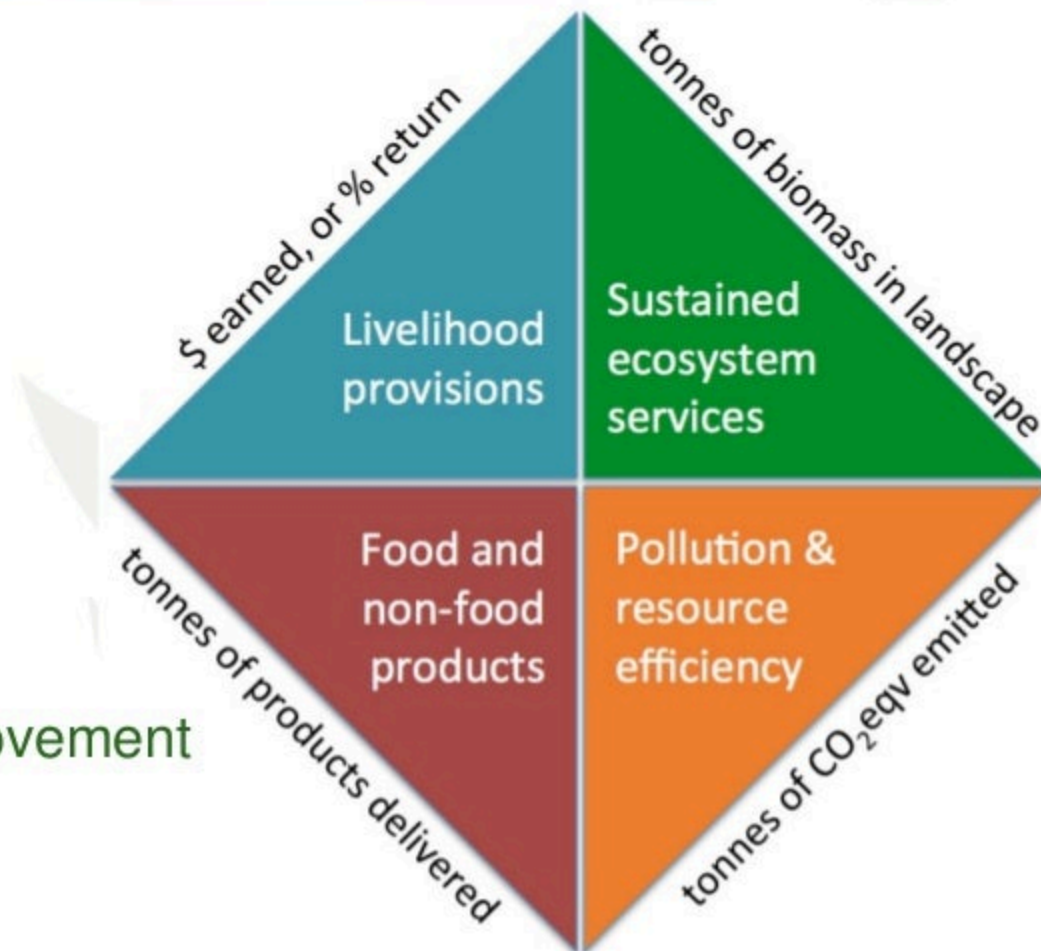 $ earned, or % return
tonnes of biomass in landscape
Livelihood
provisions
Sustained
ecosystem
services
Food and
non-food
products
Pollution &
resource
efficiency
tonnes of products delivered
tonnes of CO₂eqv emitted